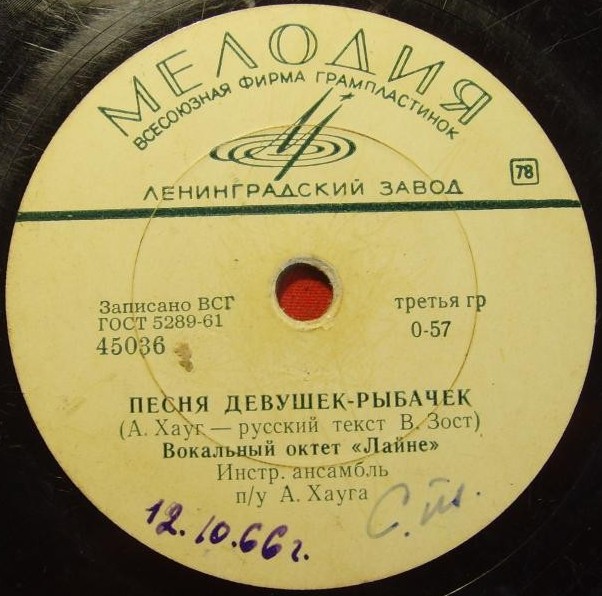 МЕЛОДИЯ
ВСЕСОЮЗНАЯ ФИРМА ГРАМПЛАСТИНОК
ЛЕНИНГРАДСКИЙ ЗАВОД
78
Записано ВСГ
ГОСТ 5289-61
45036
третья гр
0-57
ПЕСНЯ ДЕВУШЕК-РЫБАЧЕК
(А. Хауг — русский текст В. Зост)
Вокальный октет «Лайне»
Инстр. ансамбль
п/у А. Хауга
12.10.66 г.